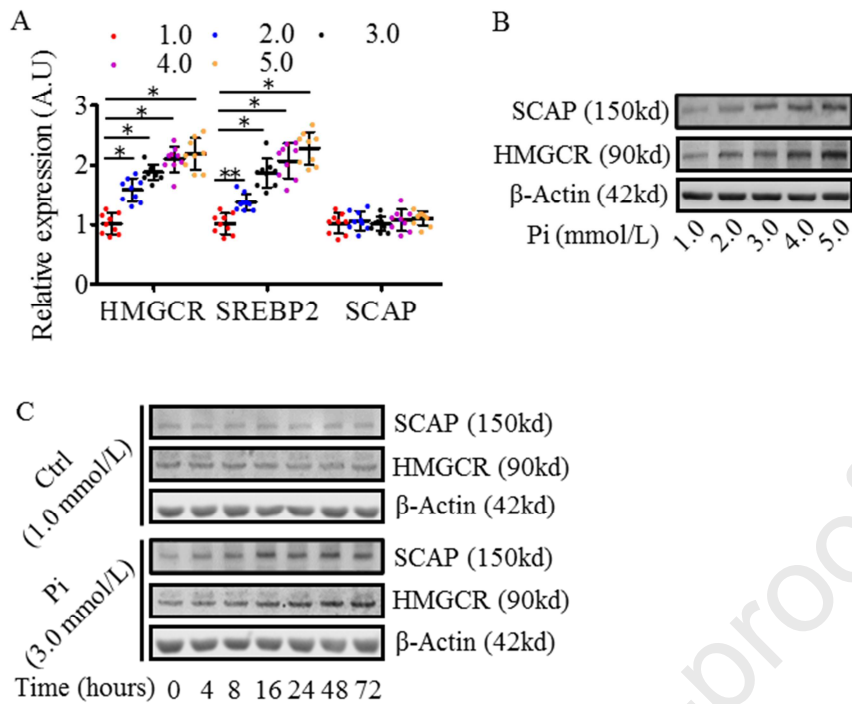 A
1.0 2.0 3.0
4.0 5.0
Relative expression (A.U)
3
2
1
0
* * * *
** * * *
HMGCR SREBP2 SCAP
B
SCAP (150kd)
HMGCR (90kd)
β-Actin (42kd)
Pi (mmol/L) 1.0 2.0 3.0 4.0 5.0
C
Ctrl
(1.0 mmol/L)
SCAP (150kd)
HMGCR (90kd)
β-Actin (42kd)
Pi
(3.0 mmol/L)
SCAP (150kd)
HMGCR (90kd)
β-Actin (42kd)
Time (hours) 0 4 8 16 24 48 72